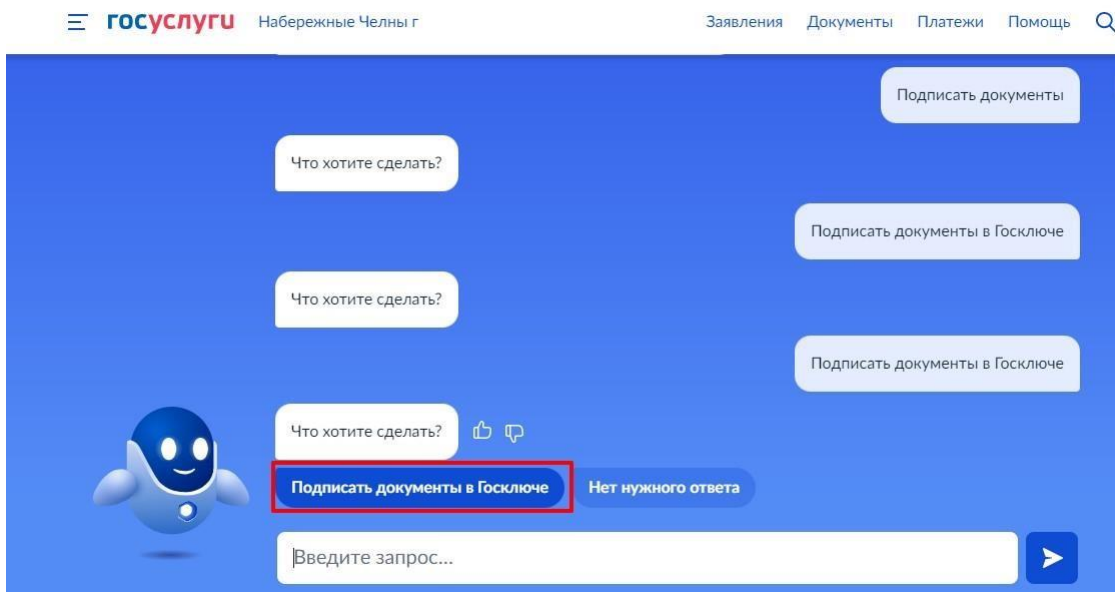 госуслуги Набережные Челны г Заявления Документы Платежи Помощь
Подписать документы
Что хотите сделать?
Подписать документы в Госключе
Что хотите сделать?
Подписать документы в Госключе
Что хотите сделать?
Подписать документы в Госключе Нет нужного ответа
Введите запрос...